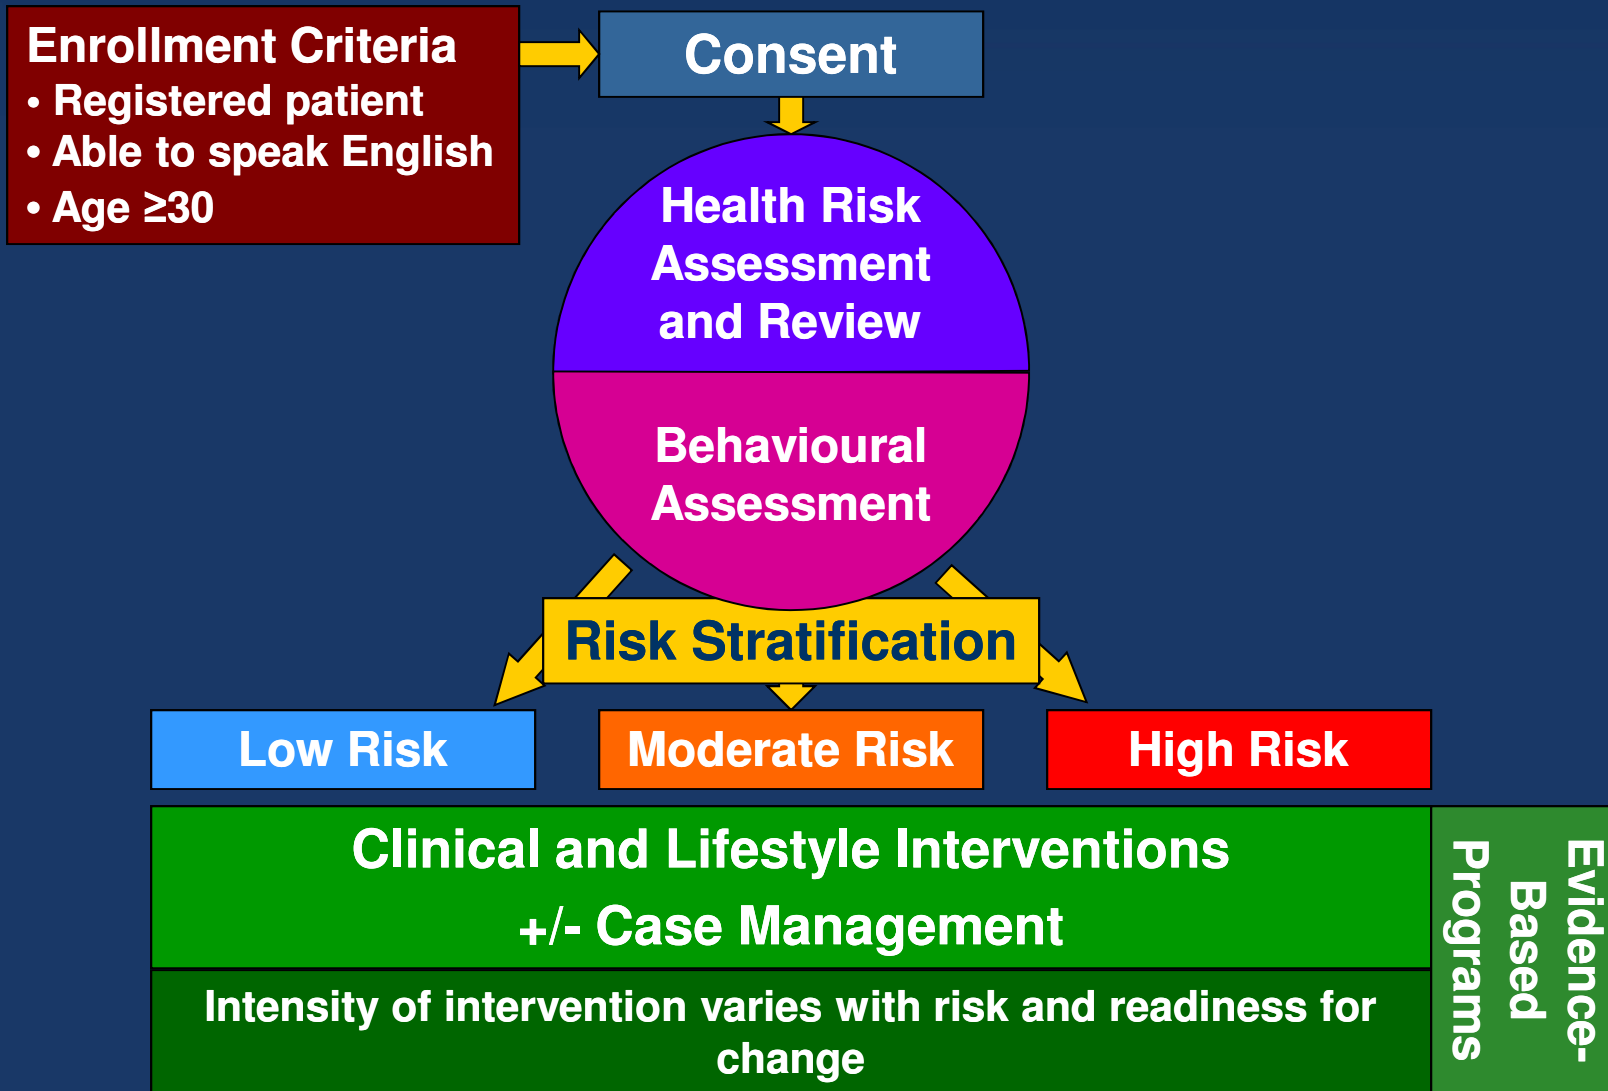 Enrollment Criteria
• Registered patient
• Able to speak English
• Age ≥30
Consent
Health Risk
Assessment
and Review
Behavioural
Assessment
Risk Stratification
Low Risk
Moderate Risk
High Risk
Clinical and Lifestyle Interventions
+/- Case Management
Intensity of intervention varies with risk and readiness for
change
Evidence-
Based
Programs